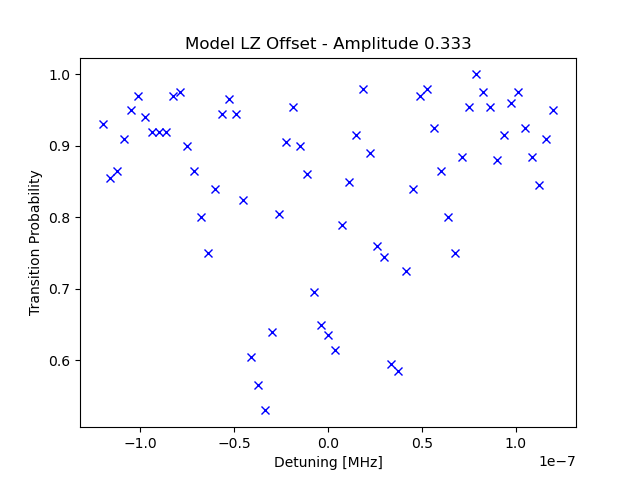 Model LZ Offset - Amplitude 0.333
1.0
0.9
0.8
0.7
0.6
Transition Probability
−1.0 −0.5 0.0 0.5 1.0
1e−7
Detuning [MHz]